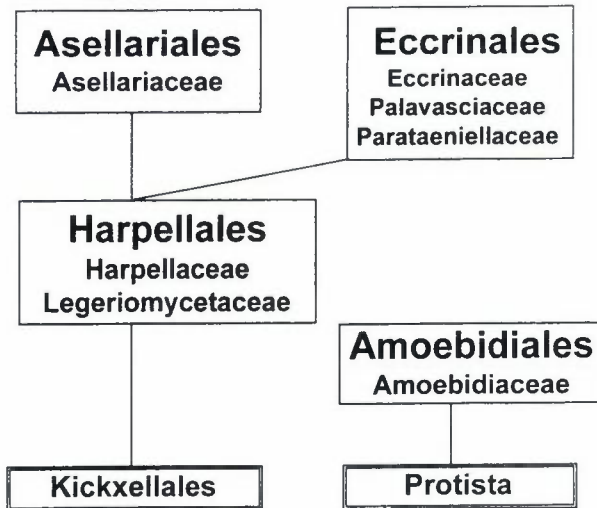 Asellariales
Asellariaceae
Eccrinales
Eccrinaceae
Palavasciaceae
Parataeniellaceae
Harpellales
Harpellaceae
Legeriomycetaceae
Amoebidiales
Amoebidiaceae
Kickxellales
Protista